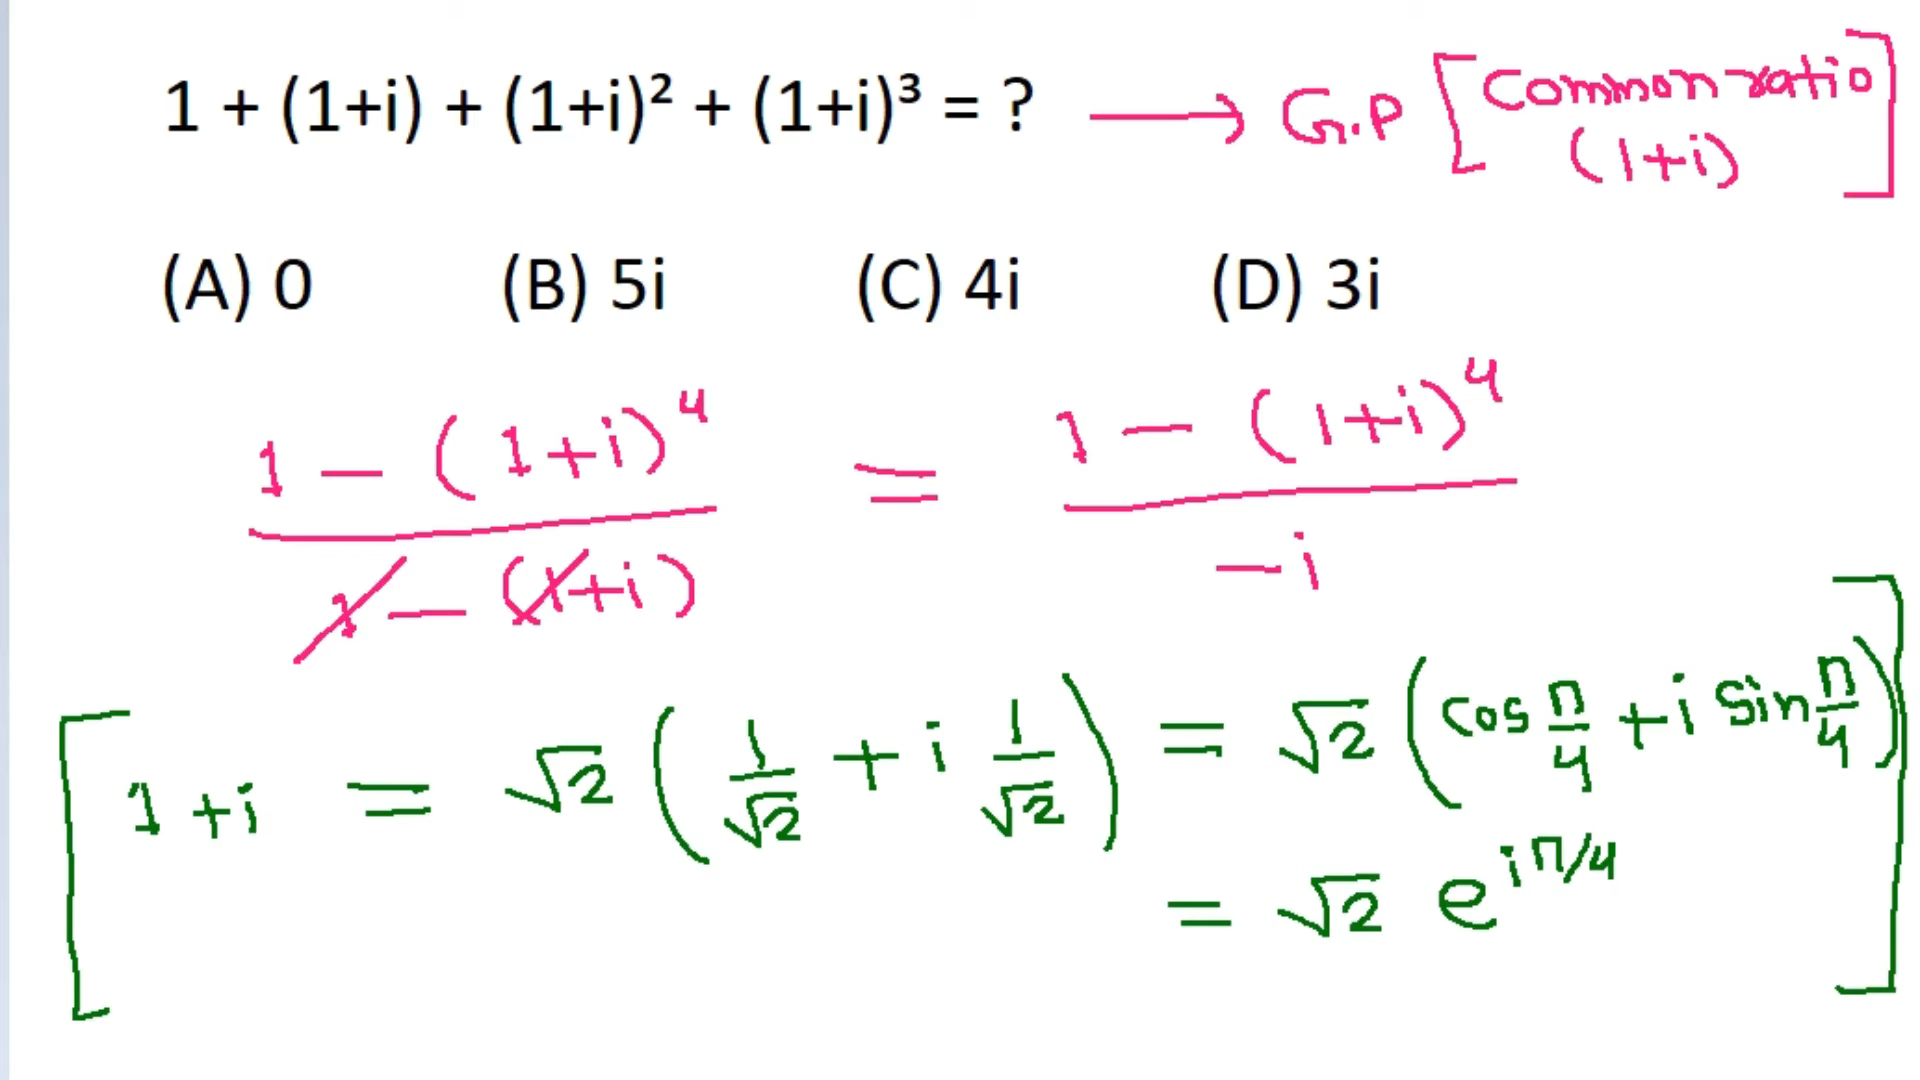 1 + (1+i) + (1+i)² + (1+i)³ = ? ⟶ G.P [Common ratio (1+i)]
(A) 0 (B) 5i (C) 4i (D) 3i
1 − (1+i)⁴ / 1 − (1+i) = 1 − (1+i)⁴ / −i
[1+i = √2 (1/√2 + i 1/√2) = √2 (cos π/4 + i sin π/4)
= √2 e^{iπ/4}]